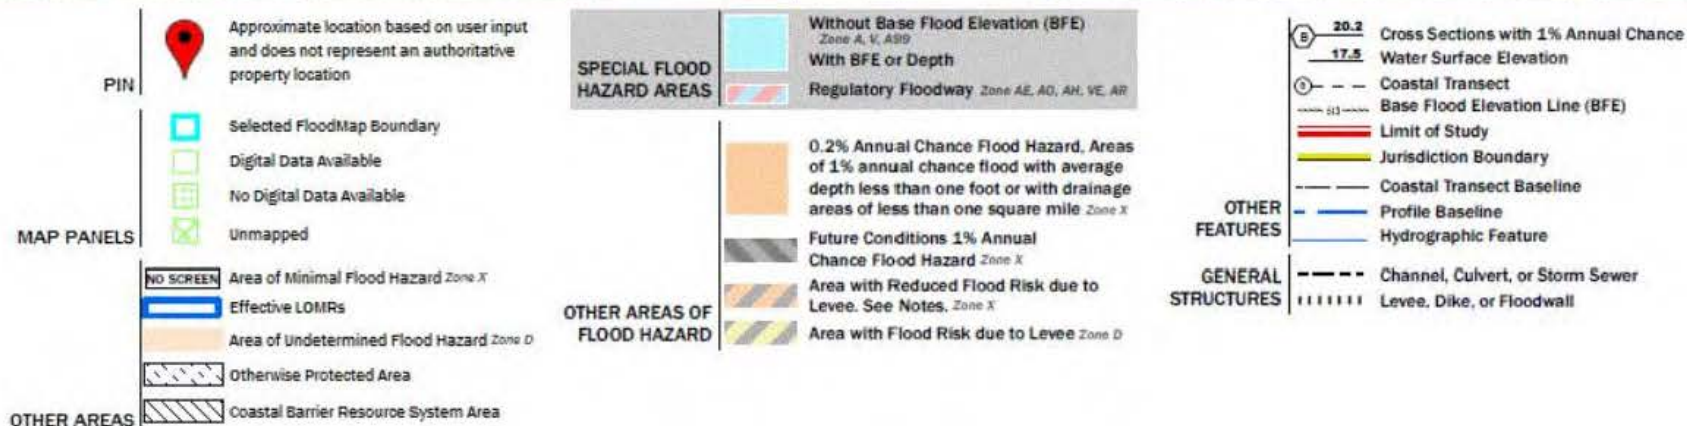 PIN
Approximate location based on user input
and does not represent an authoritative
property location
MAP PANELS
Selected FloodMap Boundary
Digital Data Available
No Digital Data Available
Unmapped
OTHER AREAS
NO SCREEN Area of Minimal Flood Hazard Zone X
Effective LOMRs
Area of Undetermined Flood Hazard Zone D
Otherwise Protected Area
Coastal Barrier Resource System Area
SPECIAL FLOOD
HAZARD AREAS
Without Base Flood Elevation (BFE)
Zone A, V, A99
With BFE or Depth
Regulatory Floodway Zone AE, AO, AH, VE, AR
OTHER AREAS OF
FLOOD HAZARD
0.2% Annual Chance Flood Hazard, Areas
of 1% annual chance flood with average
depth less than one foot or with drainage
areas of less than one square mile Zone X
Future Conditions 1% Annual
Chance Flood Hazard Zone X
Area with Reduced Flood Risk due to
Levee. See Notes. Zone X
Area with Flood Risk due to Levee Zone D
OTHER
FEATURES
B 20.2 Cross Sections with 1% Annual Chance
17.5 Water Surface Elevation
8 Coastal Transect
513 Base Flood Elevation Line (BFE)
Limit of Study
Jurisdiction Boundary
Coastal Transect Baseline
Profile Baseline
Hydrographic Feature
GENERAL
STRUCTURES
Channel, Culvert, or Storm Sewer
Levee, Dike, or Floodwall